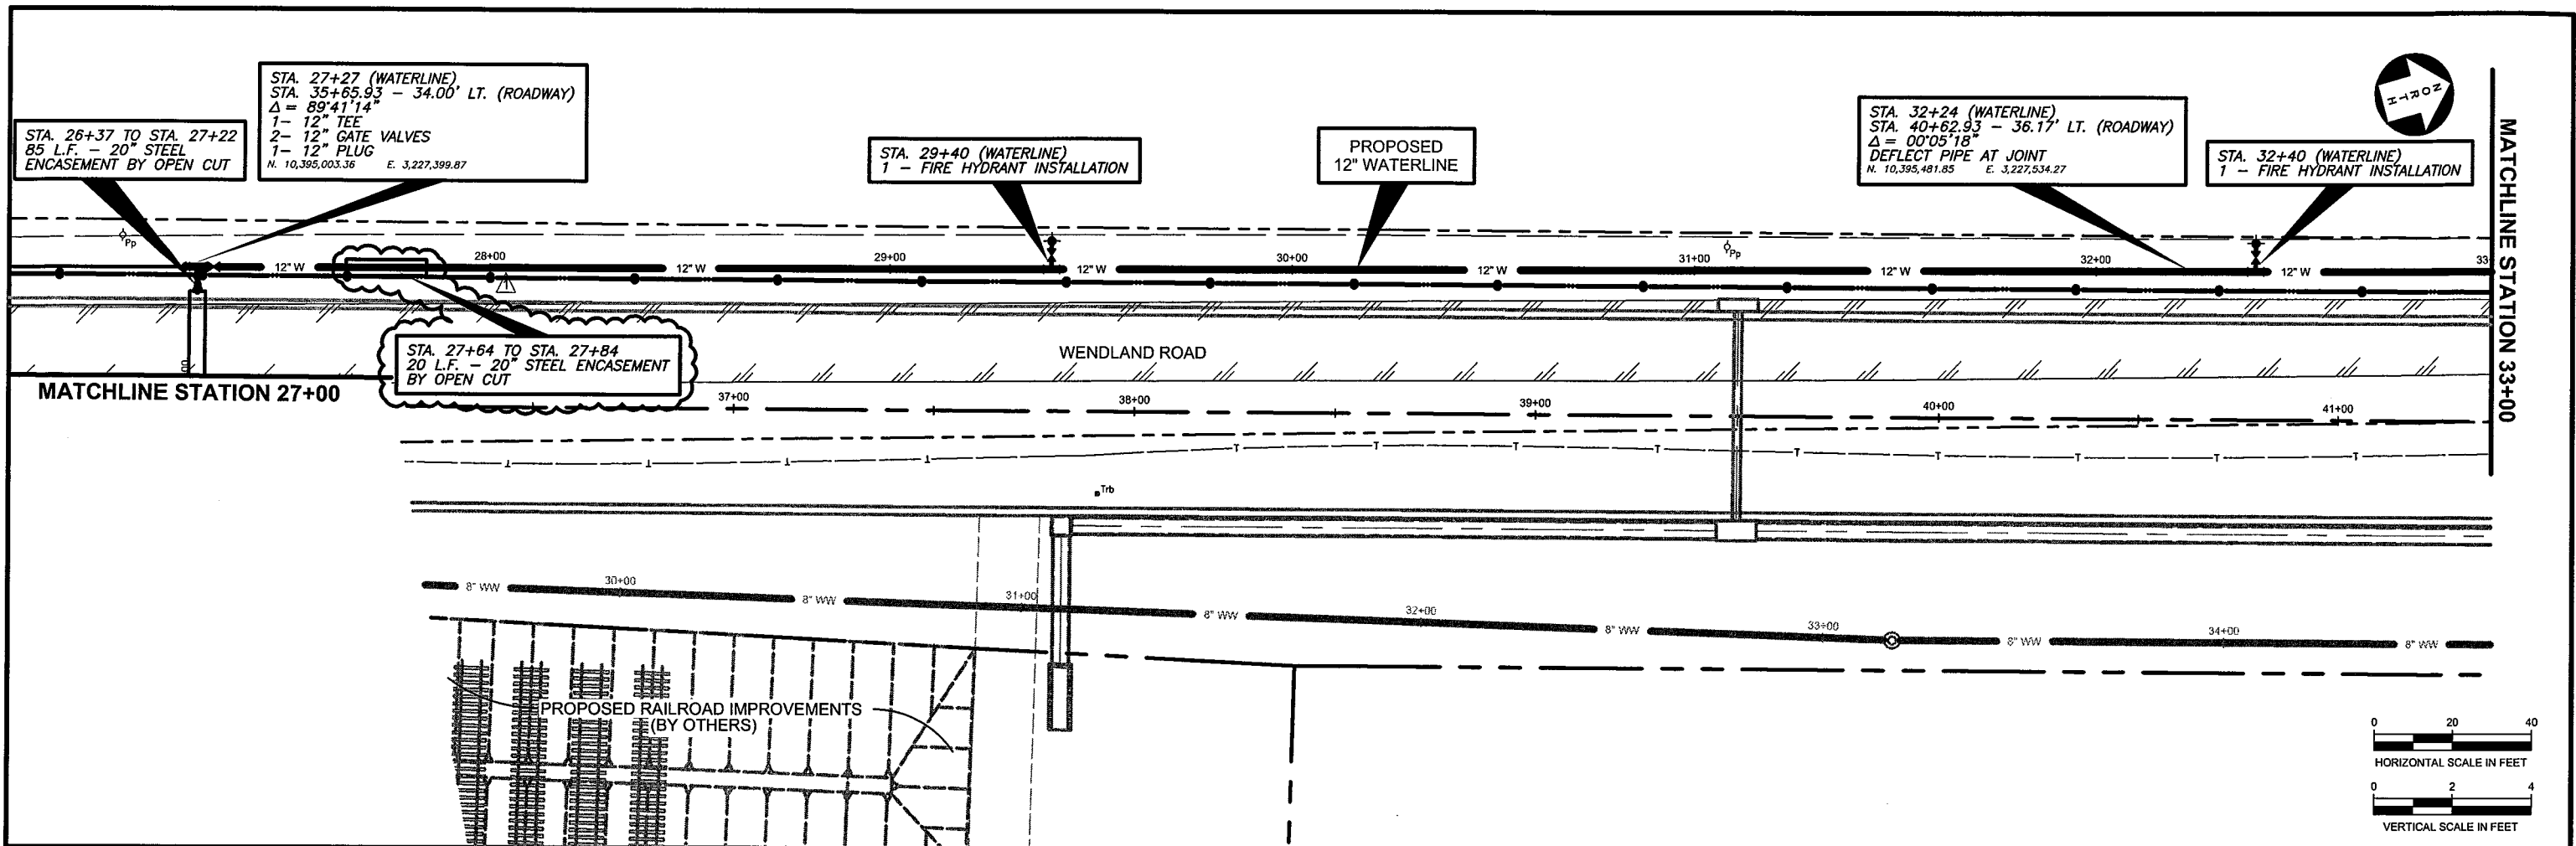 STA. 27+27 (WATERLINE)
STA. 35+65.93 - 34.00' LT. (ROADWAY)
Δ = 89°41'14"
1- 12" TEE
2- 12" GATE VALVES
1- 12" PLUG
N. 10,395,003.36 E. 3,227,399.87
STA. 26+37 TO STA. 27+22
85 L.F. - 20" STEEL
ENCASEMENT BY OPEN CUT
STA. 29+40 (WATERLINE)
1 - FIRE HYDRANT INSTALLATION
PROPOSED
12" WATERLINE
STA. 32+24 (WATERLINE)
STA. 40+62.93 - 36.17' LT. (ROADWAY)
Δ = 00°05'18"
DEFLECT PIPE AT JOINT
N. 10,395,481.85 E. 3,227,534.27
STA. 32+40 (WATERLINE)
1 - FIRE HYDRANT INSTALLATION
NORTH
MATCHLINE STATION 33+00
Pp
Pp
28+00 29+00 30+00 31+00 32+00 33
12" W 12" W 12" W 12" W 12" W 12" W
1
STA. 27+64 TO STA. 27+84
20 L.F. - 20" STEEL ENCASEMENT
BY OPEN CUT
WENDLAND ROAD
MATCHLINE STATION 27+00
37+00 38+00 39+00 40+00 41+00
T T T T T T T T T T T T T
Trb
30+00 31+00 32+00 33+00 34+00
8" WW 8" WW 8" WW 8" WW 8" WW 8" WW
PROPOSED RAILROAD IMPROVEMENTS
(BY OTHERS)
0 20 40
HORIZONTAL SCALE IN FEET
0 2 4
VERTICAL SCALE IN FEET